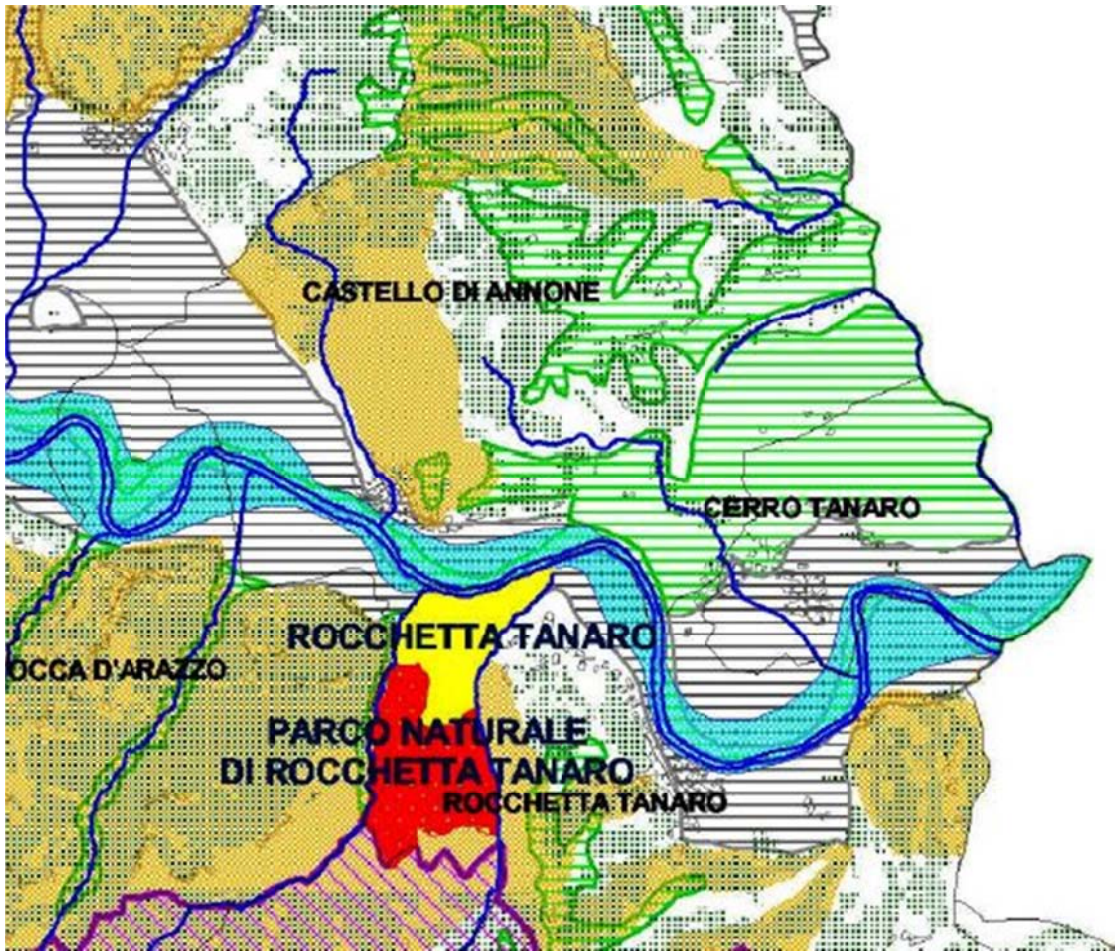 CASTELLO DI ANNONE
CERRO TANARO
ROCCHETTA TANARO
OCCA D'ARAZZO
PARCO NATURALE
DI ROCCHETTA TANARO
ROCCHETTA TANARO